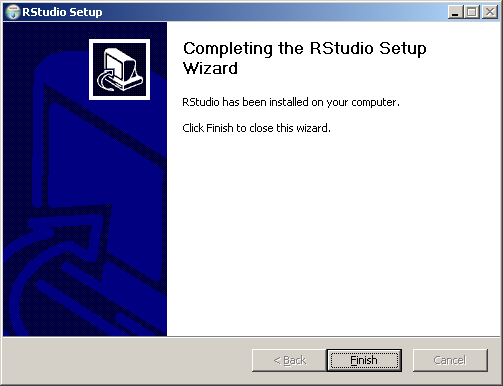 RStudio Setup
Completing the RStudio Setup
Wizard
RStudio has been installed on your computer.
Click Finish to close this wizard.
< Back
Finish
Cancel